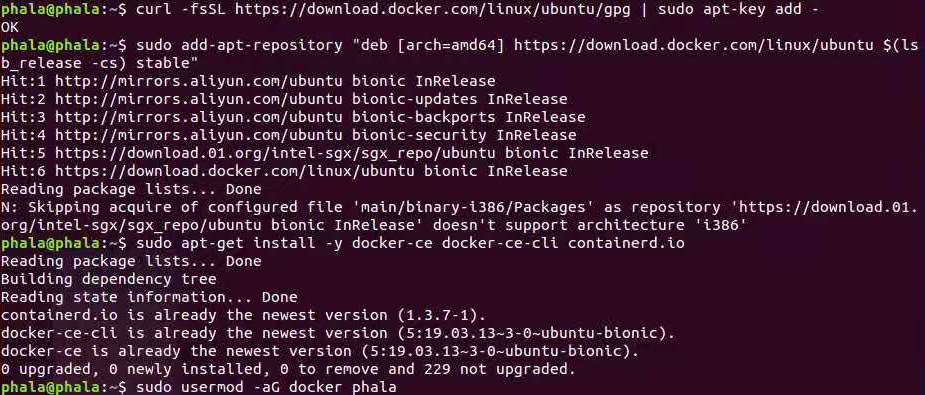 phala@phala:~$ curl -fsSL https://download.docker.com/linux/ubuntu/gpg | sudo apt-key add -
OK
phala@phala:~$ sudo add-apt-repository "deb [arch=amd64] https://download.docker.com/linux/ubuntu $(ls
b_release -cs) stable"
Hit:1 http://mirrors.aliyun.com/ubuntu bionic InRelease
Hit:2 http://mirrors.aliyun.com/ubuntu bionic-updates InRelease
Hit:3 http://mirrors.aliyun.com/ubuntu bionic-backports InRelease
Hit:4 http://mirrors.aliyun.com/ubuntu bionic-security InRelease
Hit:5 https://download.01.org/intel-sgx/sgx_repo/ubuntu bionic InRelease
Hit:6 https://download.docker.com/linux/ubuntu bionic InRelease
Reading package lists... Done
N: Skipping acquire of configured file 'main/binary-i386/Packages' as repository 'https://download.01.
org/intel-sgx/sgx_repo/ubuntu bionic InRelease' doesn't support architecture 'i386'
phala@phala:~$ sudo apt-get install -y docker-ce docker-ce-cli containerd.io
Reading package lists... Done
Building dependency tree
Reading state information... Done
containerd.io is already the newest version (1.3.7-1).
docker-ce-cli is already the newest version (5:19.03.13~3-0~ubuntu-bionic).
docker-ce is already the newest version (5:19.03.13~3-0~ubuntu-bionic).
0 upgraded, 0 newly installed, 0 to remove and 229 not upgraded.
phala@phala:~$ sudo usermod -aG docker phala